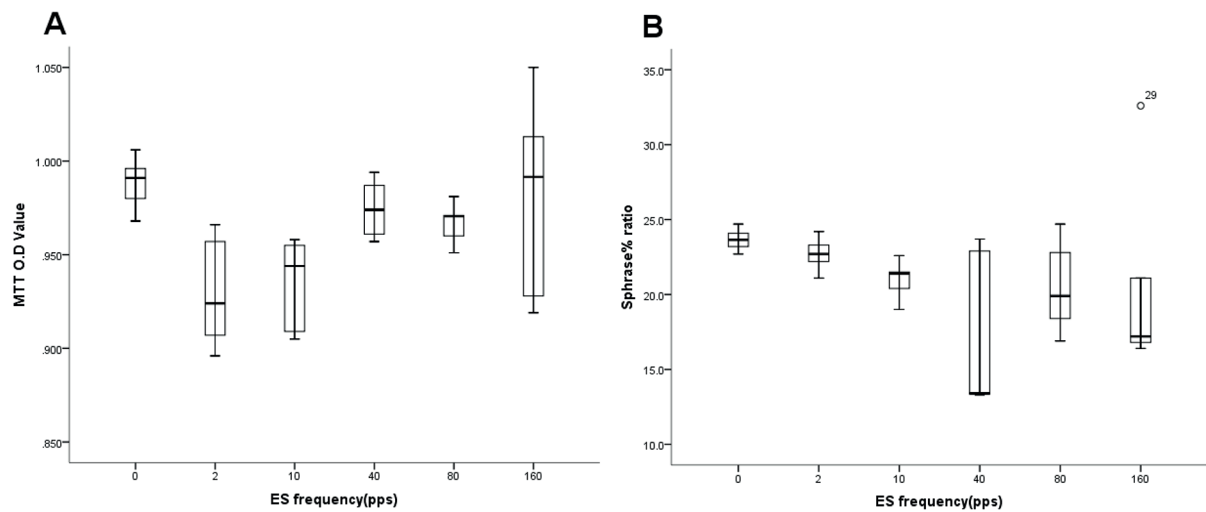 A
1.050
1.000
.950
.900
.850
MTT O.D Value
0 2 10 40 80 160
ES frequency(pps)
B
35.0
30.0
25.0
20.0
15.0
10.0
Sphrase% ratio
29
0 2 10 40 80 160
ES frequency(pps)